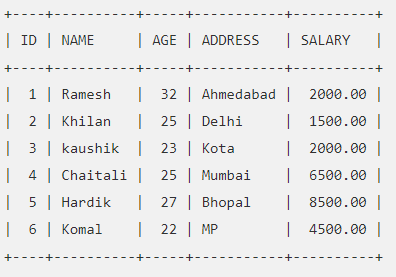 +----+----------+-----+-----------+----------+
| ID | NAME     | AGE | ADDRESS   | SALARY   |
+----+----------+-----+-----------+----------+
|  1 | Ramesh   |  32 | Ahmedabad |  2000.00 |
|  2 | Khilan   |  25 | Delhi     |  1500.00 |
|  3 | kaushik  |  23 | Kota      |  2000.00 |
|  4 | Chaitali |  25 | Mumbai    |  6500.00 |
|  5 | Hardik   |  27 | Bhopal    |  8500.00 |
|  6 | Komal    |  22 | MP        |  4500.00 |
+----+----------+-----+-----------+----------+